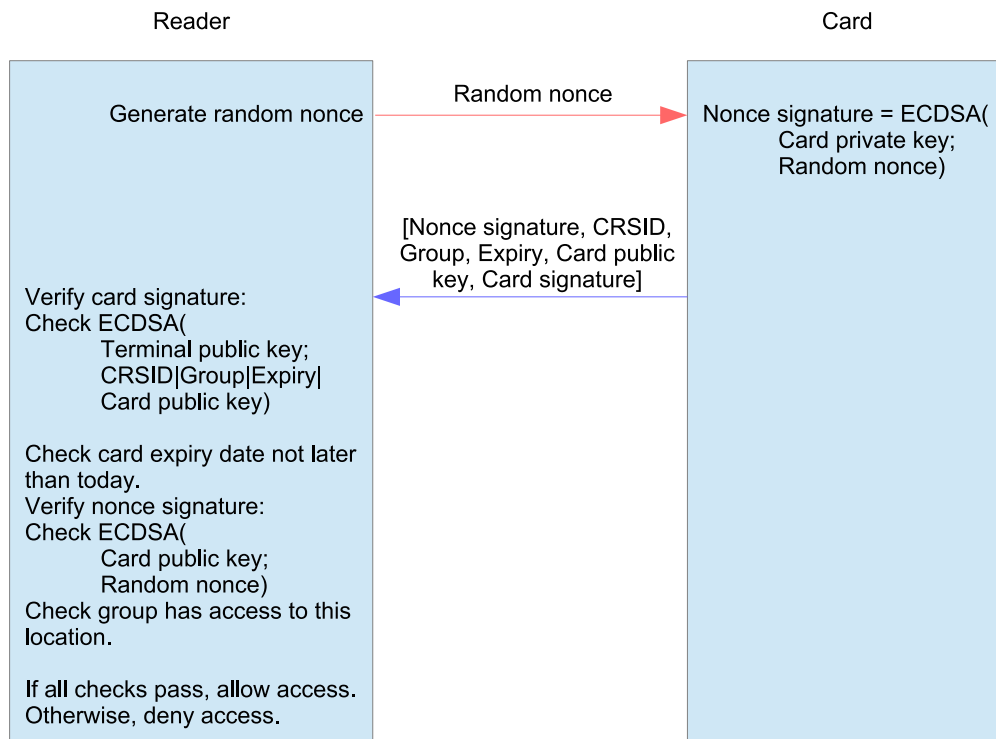 Reader
Card
Generate random nonce
Random nonce
Nonce signature = ECDSA(
Card private key;
Random nonce)
[Nonce signature, CRSID,
Group, Expiry, Card public
key, Card signature]
Verify card signature:
Check ECDSA(
Terminal public key;
CRSID|Group|Expiry|
Card public key)
Check card expiry date not later
than today.
Verify nonce signature:
Check ECDSA(
Card public key;
Random nonce)
Check group has access to this
location.
If all checks pass, allow access.
Otherwise, deny access.